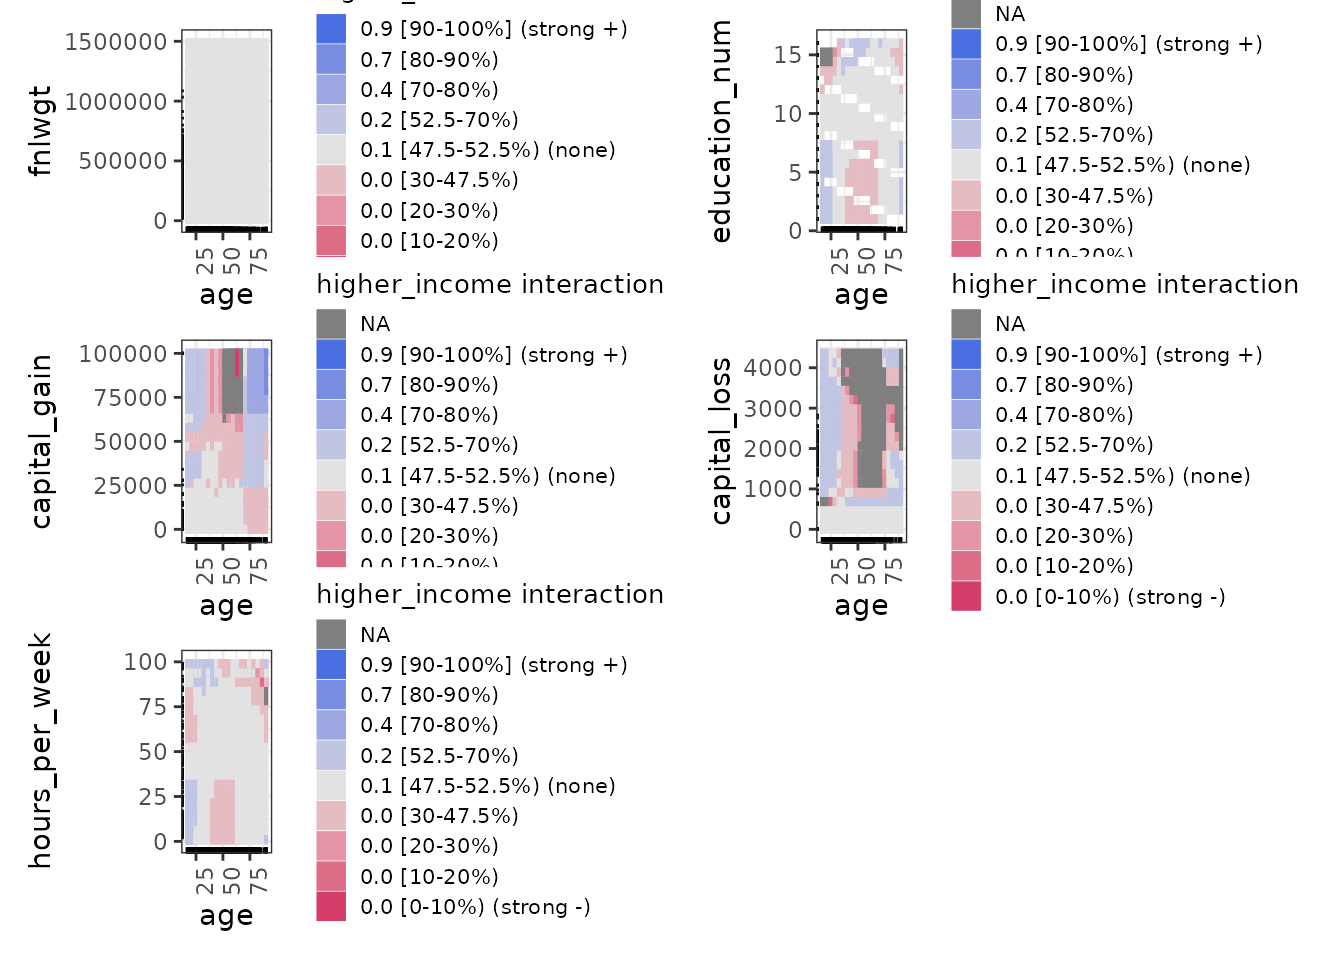 fnlwgt
1500000
1000000
500000
0
25
50
75
age
0.9 [90-100%] (strong +)
0.7 [80-90%)
0.4 [70-80%)
0.2 [52.5-70%)
0.1 [47.5-52.5%) (none)
0.0 [30-47.5%)
0.0 [20-30%)
0.0 [10-20%)
education_num
15
10
5
0
25
50
75
age
NA
0.9 [90-100%] (strong +)
0.7 [80-90%)
0.4 [70-80%)
0.2 [52.5-70%)
0.1 [47.5-52.5%) (none)
0.0 [30-47.5%)
0.0 [20-30%)
0.0 [10-20%)
capital_gain
100000
75000
50000
25000
0
25
50
75
age
higher_income interaction
NA
0.9 [90-100%] (strong +)
0.7 [80-90%)
0.4 [70-80%)
0.2 [52.5-70%)
0.1 [47.5-52.5%) (none)
0.0 [30-47.5%)
0.0 [20-30%)
0.0 [10-20%)
capital_loss
4000
3000
2000
1000
0
25
50
75
age
higher_income interaction
NA
0.9 [90-100%] (strong +)
0.7 [80-90%)
0.4 [70-80%)
0.2 [52.5-70%)
0.1 [47.5-52.5%) (none)
0.0 [30-47.5%)
0.0 [20-30%)
0.0 [10-20%)
0.0 [0-10%) (strong -)
hours_per_week
100
75
50
25
0
25
50
75
age
higher_income interaction
NA
0.9 [90-100%] (strong +)
0.7 [80-90%)
0.4 [70-80%)
0.2 [52.5-70%)
0.1 [47.5-52.5%) (none)
0.0 [30-47.5%)
0.0 [20-30%)
0.0 [10-20%)
0.0 [0-10%) (strong -)